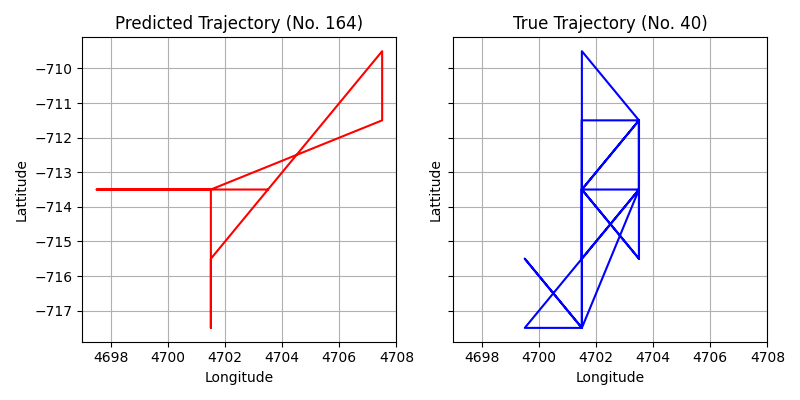 Predicted Trajectory (No. 164)
True Trajectory (No. 40)
Lattitude
−710
−711
−712
−713
−714
−715
−716
−717
4698 4700 4702 4704 4706 4708
Longitude
Lattitude
4698 4700 4702 4704 4706 4708
Longitude